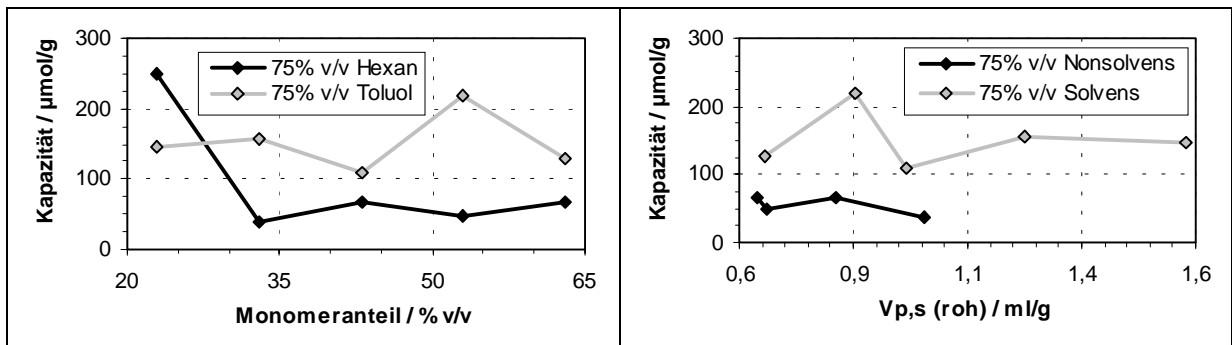 300
200
100
0
Kapazität / µmol/g
75% v/v Hexan
75% v/v Toluol
20
35
50
65
Monomeranteil / % v/v
300
200
100
0
Kapazität / µmol/g
75% v/v Nonsolvens
75% v/v Solvens
0,6
0,9
1,1
1,4
1,6
Vp,s (roh) / ml/g